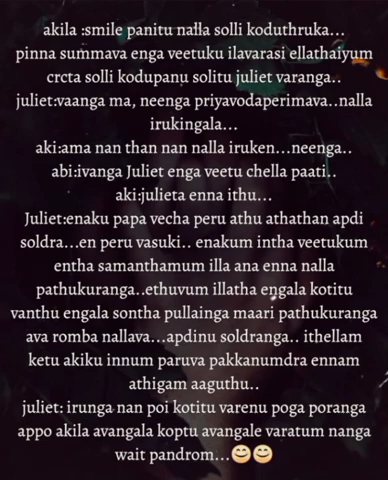 akila :smile panitu nalla solli koduthruka...
pinna summava enga veetuku ilavarasi ellathaiyum
crcta solli kodupanu solitu juliet varanga..
juliet:vaanga ma, neenga priyavodaperimava..nalla
irukingala...
aki:ama nan than nan nalla iruken...neenga..
abi:ivanga Juliet enga veetu chella paati..
aki:julieta enna ithu...
Juliet:enaku papa vecha peru athu athathan apdi
soldra...en peru vasuki.. enakum intha veetukum
entha samanthamum illa ana enna nalla
pathukuranga..ethuvum illatha engala kotitu
vanthu engala sontha pullainga maari pathukuranga
ava romba nallava...apdinu soldranga.. ithellam
ketu akiku innum paruva pakkanumdra ennam
athigam aaguthu..
juliet: irunga nan poi kotitu varenu poga poranga
appo akila avangala koptu avangale varatum nanga
wait pandrom...😊😊